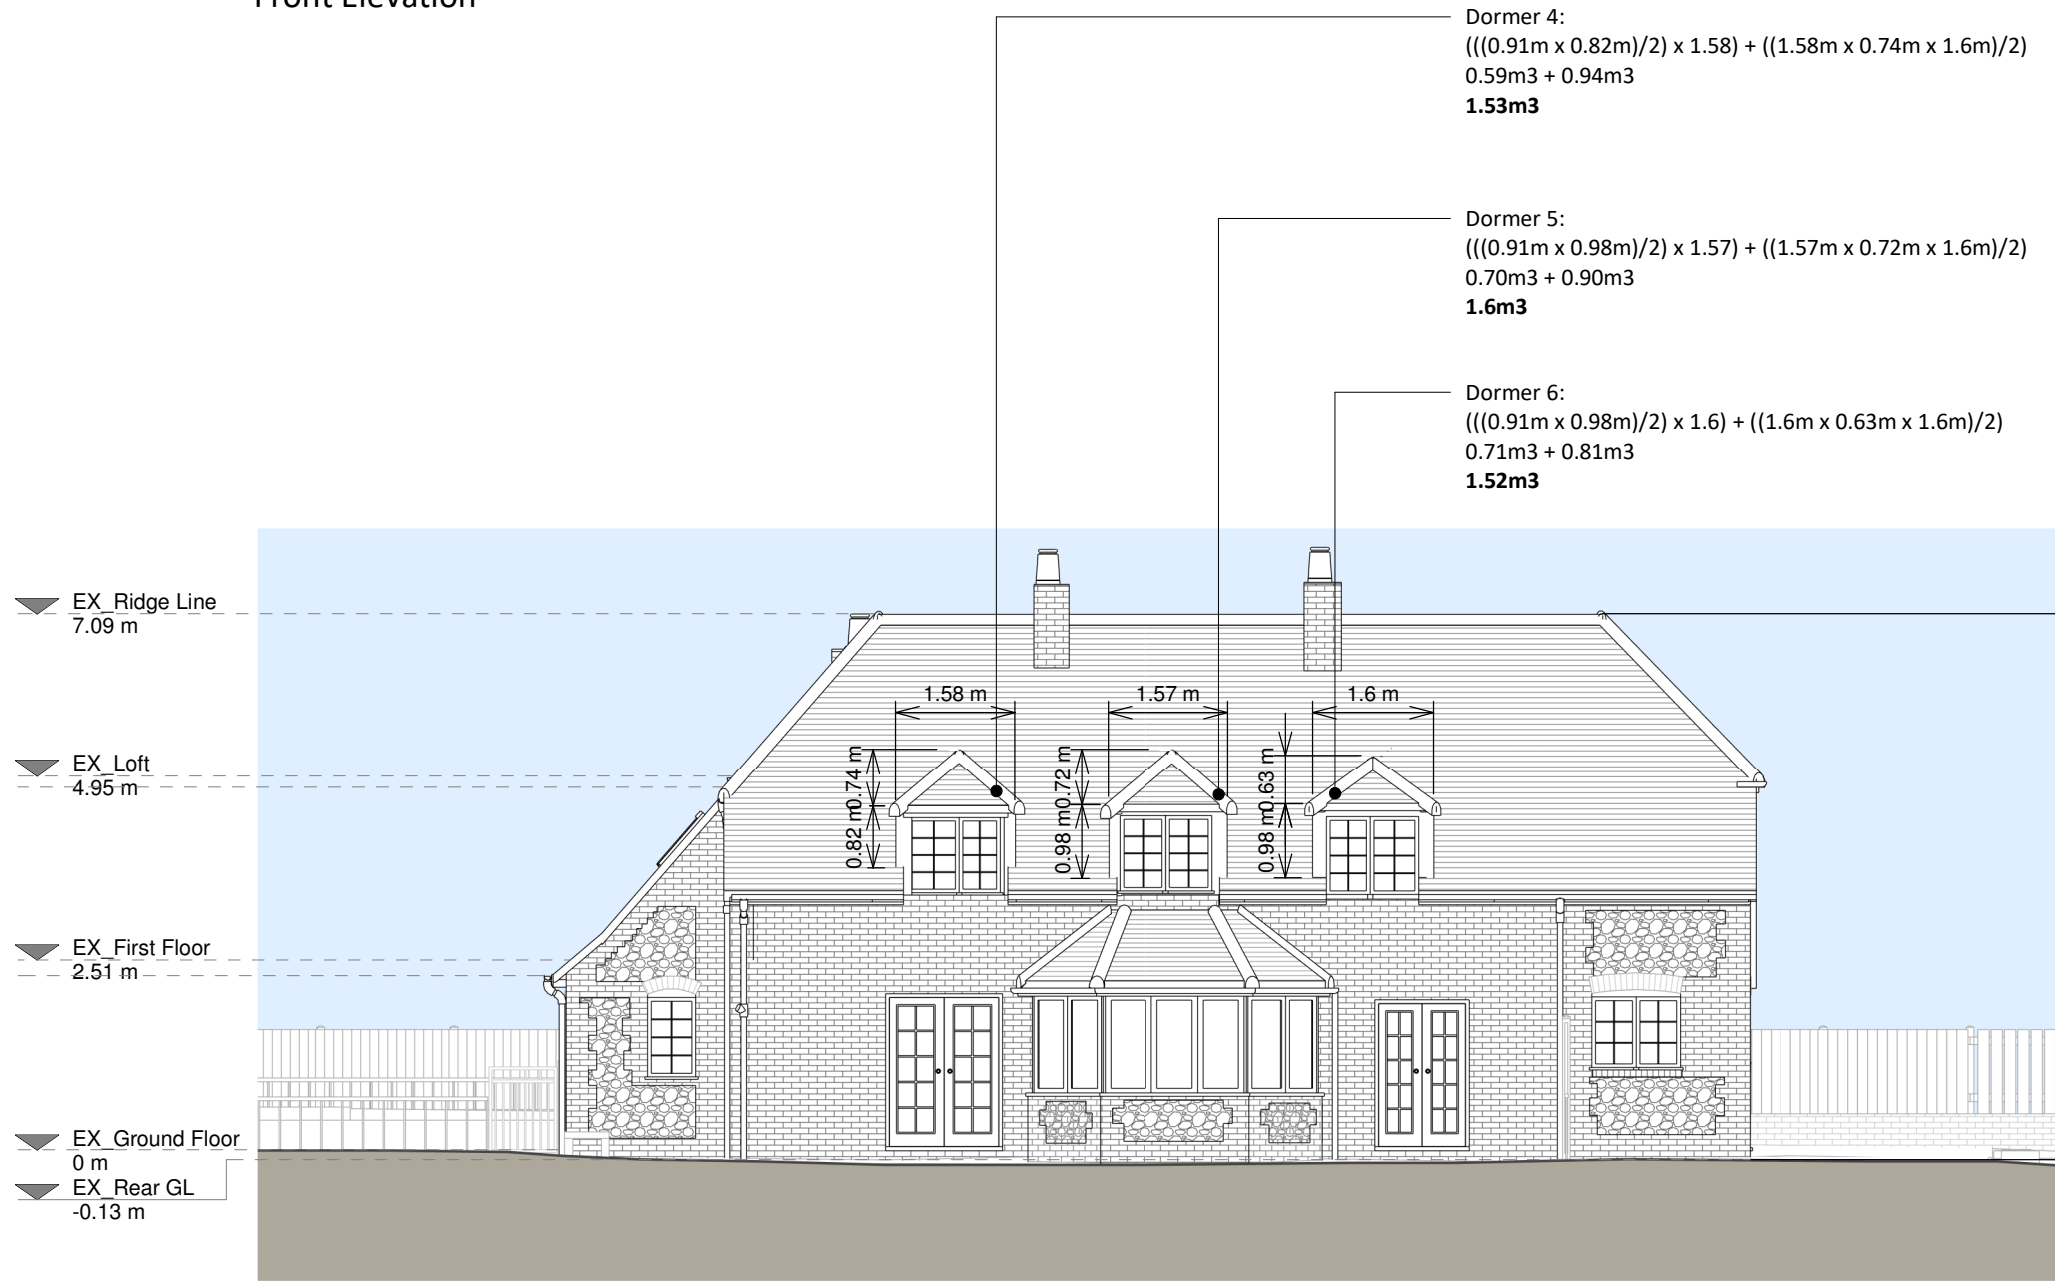 Front Elevation
Dormer 4:
(((0.91m x 0.82m)/2) x 1.58) + ((1.58m x 0.74m x 1.6m)/2)
0.59m3 + 0.94m3
1.53m3
Dormer 5:
(((0.91m x 0.98m)/2) x 1.57) + ((1.57m x 0.72m x 1.6m)/2)
0.70m3 + 0.90m3
1.6m3
Dormer 6:
(((0.91m x 0.98m)/2) x 1.6) + ((1.6m x 0.63m x 1.6m)/2)
0.71m3 + 0.81m3
1.52m3
EX_Ridge Line
7.09 m
1.58 m
1.57 m
1.6 m
0.74 m
0.82 m
0.72 m
0.98 m
0.63 m
0.98 m
EX_Loft
4.95 m
EX_First Floor
2.51 m
EX_Ground Floor
0 m
EX_Rear GL
-0.13 m